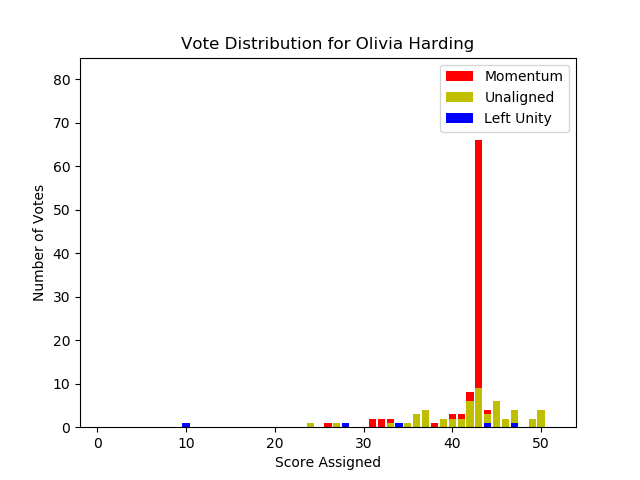 Vote Distribution for Olivia Harding
Momentum
Unaligned
Left Unity
80
70
60
50
40
30
20
10
0
Number of Votes
0 10 20 30 40 50
Score Assigned